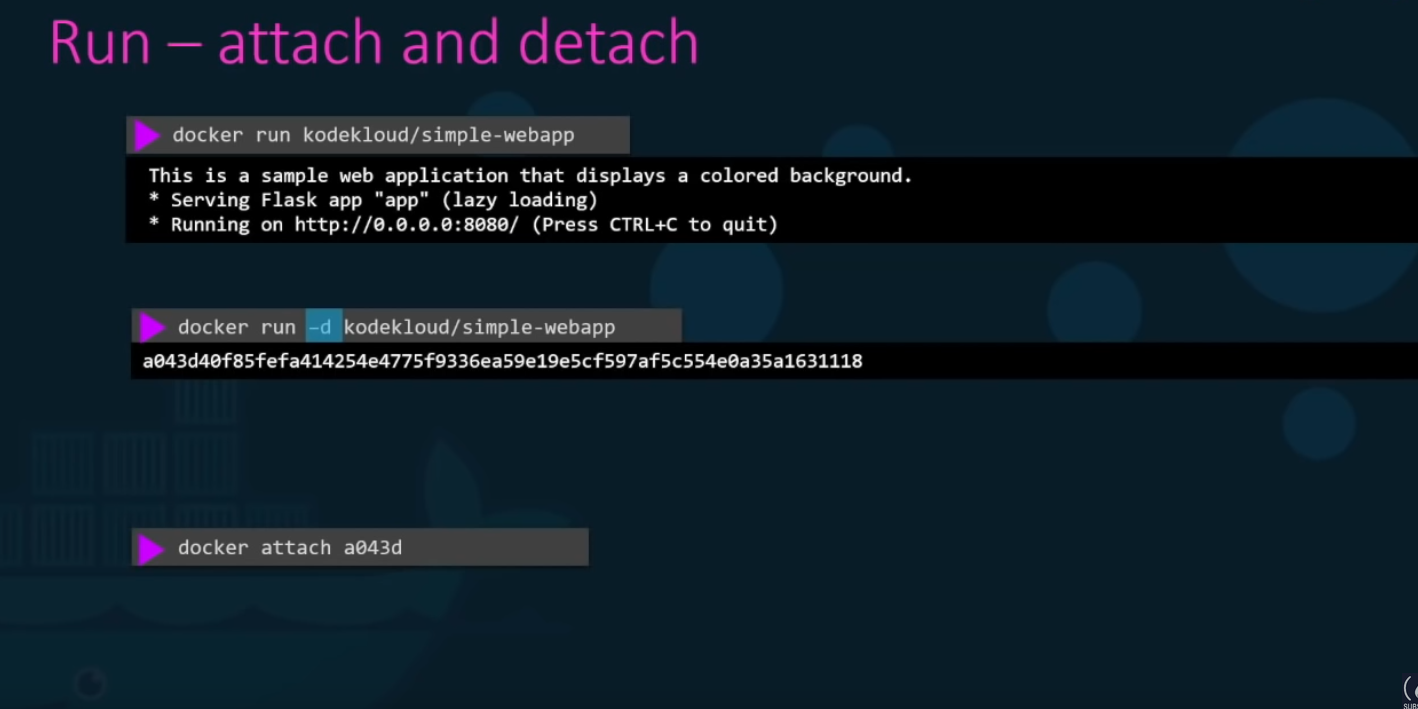 Run – attach and detach
docker run kodekloud/simple-webapp
This is a sample web application that displays a colored background.
* Serving Flask app "app" (lazy loading)
* Running on http://0.0.0.0:8080/ (Press CTRL+C to quit)
docker run –d kodekloud/simple-webapp
a043d40f85fefa414254e4775f9336ea59e19e5cf597af5c554e0a35a1631118
docker attach a043d